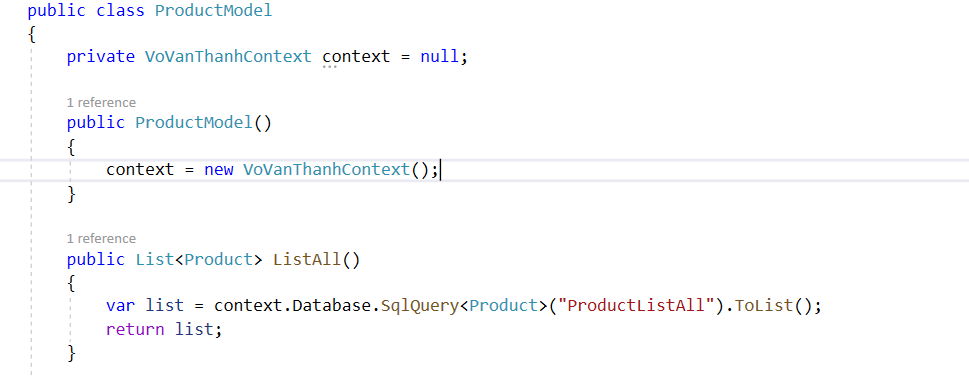 public class ProductModel
{
private VoVanThanhContext context = null;
1 reference
public ProductModel()
{
context = new VoVanThanhContext();
}
1 reference
public List<Product> ListAll()
{
var list = context.Database.SqlQuery<Product>("ProductListAll").ToList();
return list;
}